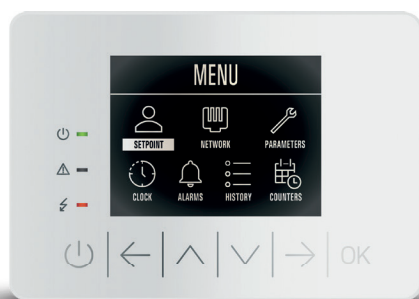 MENU
SETPOINT NETWORK PARAMETERS
CLOCK ALARMS HISTORY COUNTERS
OK